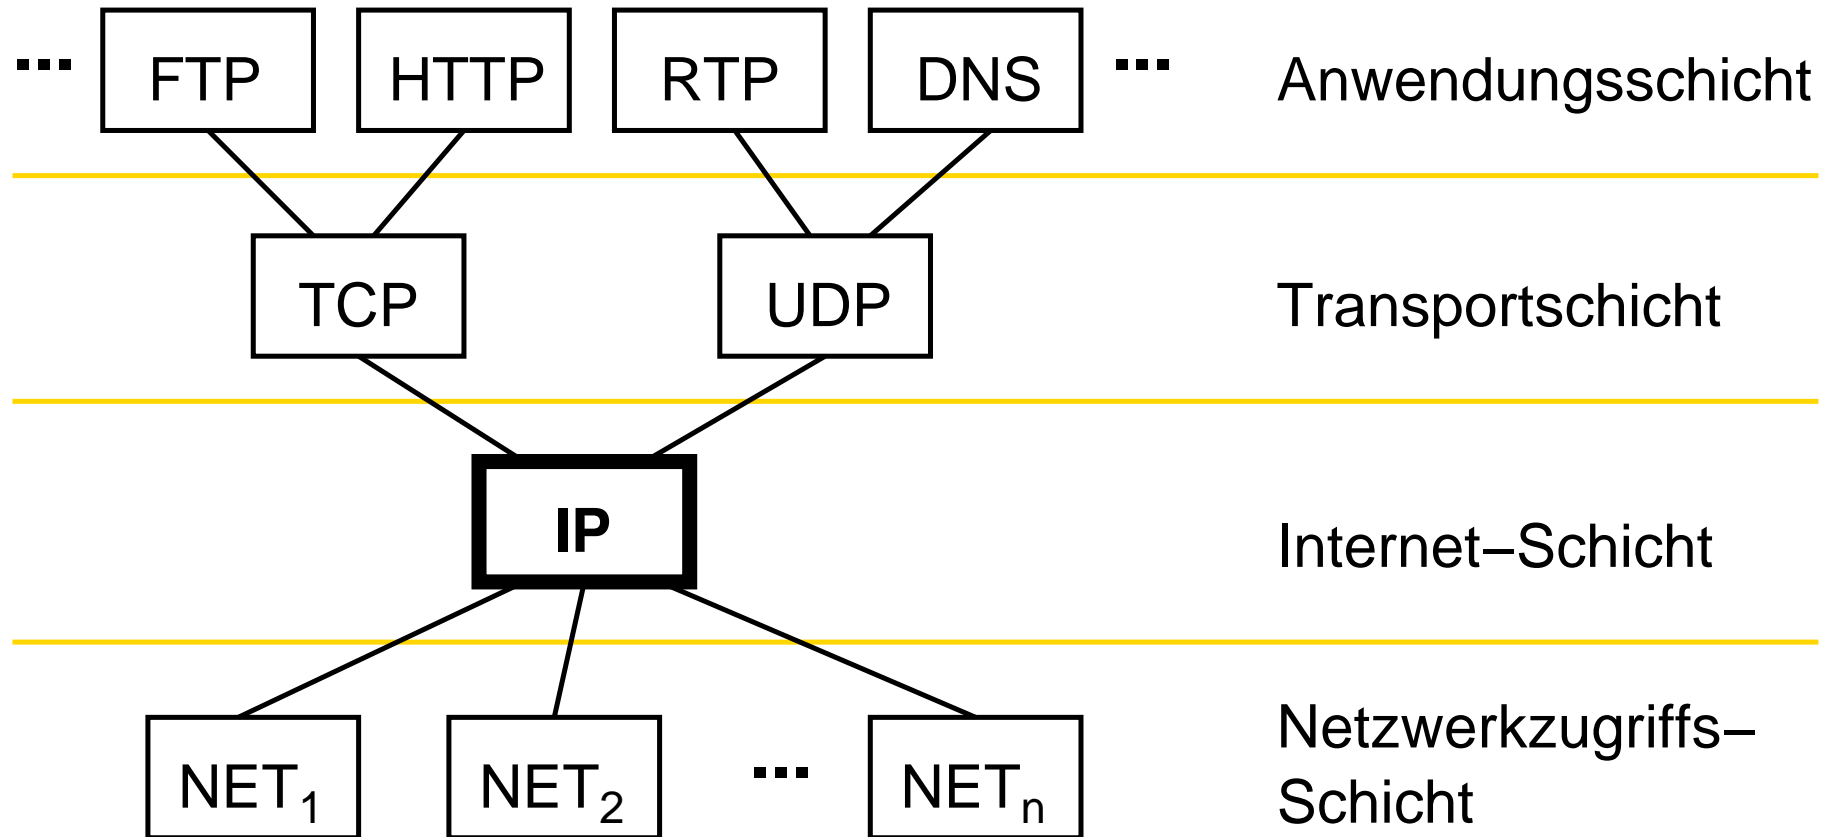 ... FTP HTTP RTP DNS ... Anwendungsschicht
TCP UDP Transportschicht
IP Internet–Schicht
NET1 NET2 ... NETn Netzwerkzugriffs–
Schicht